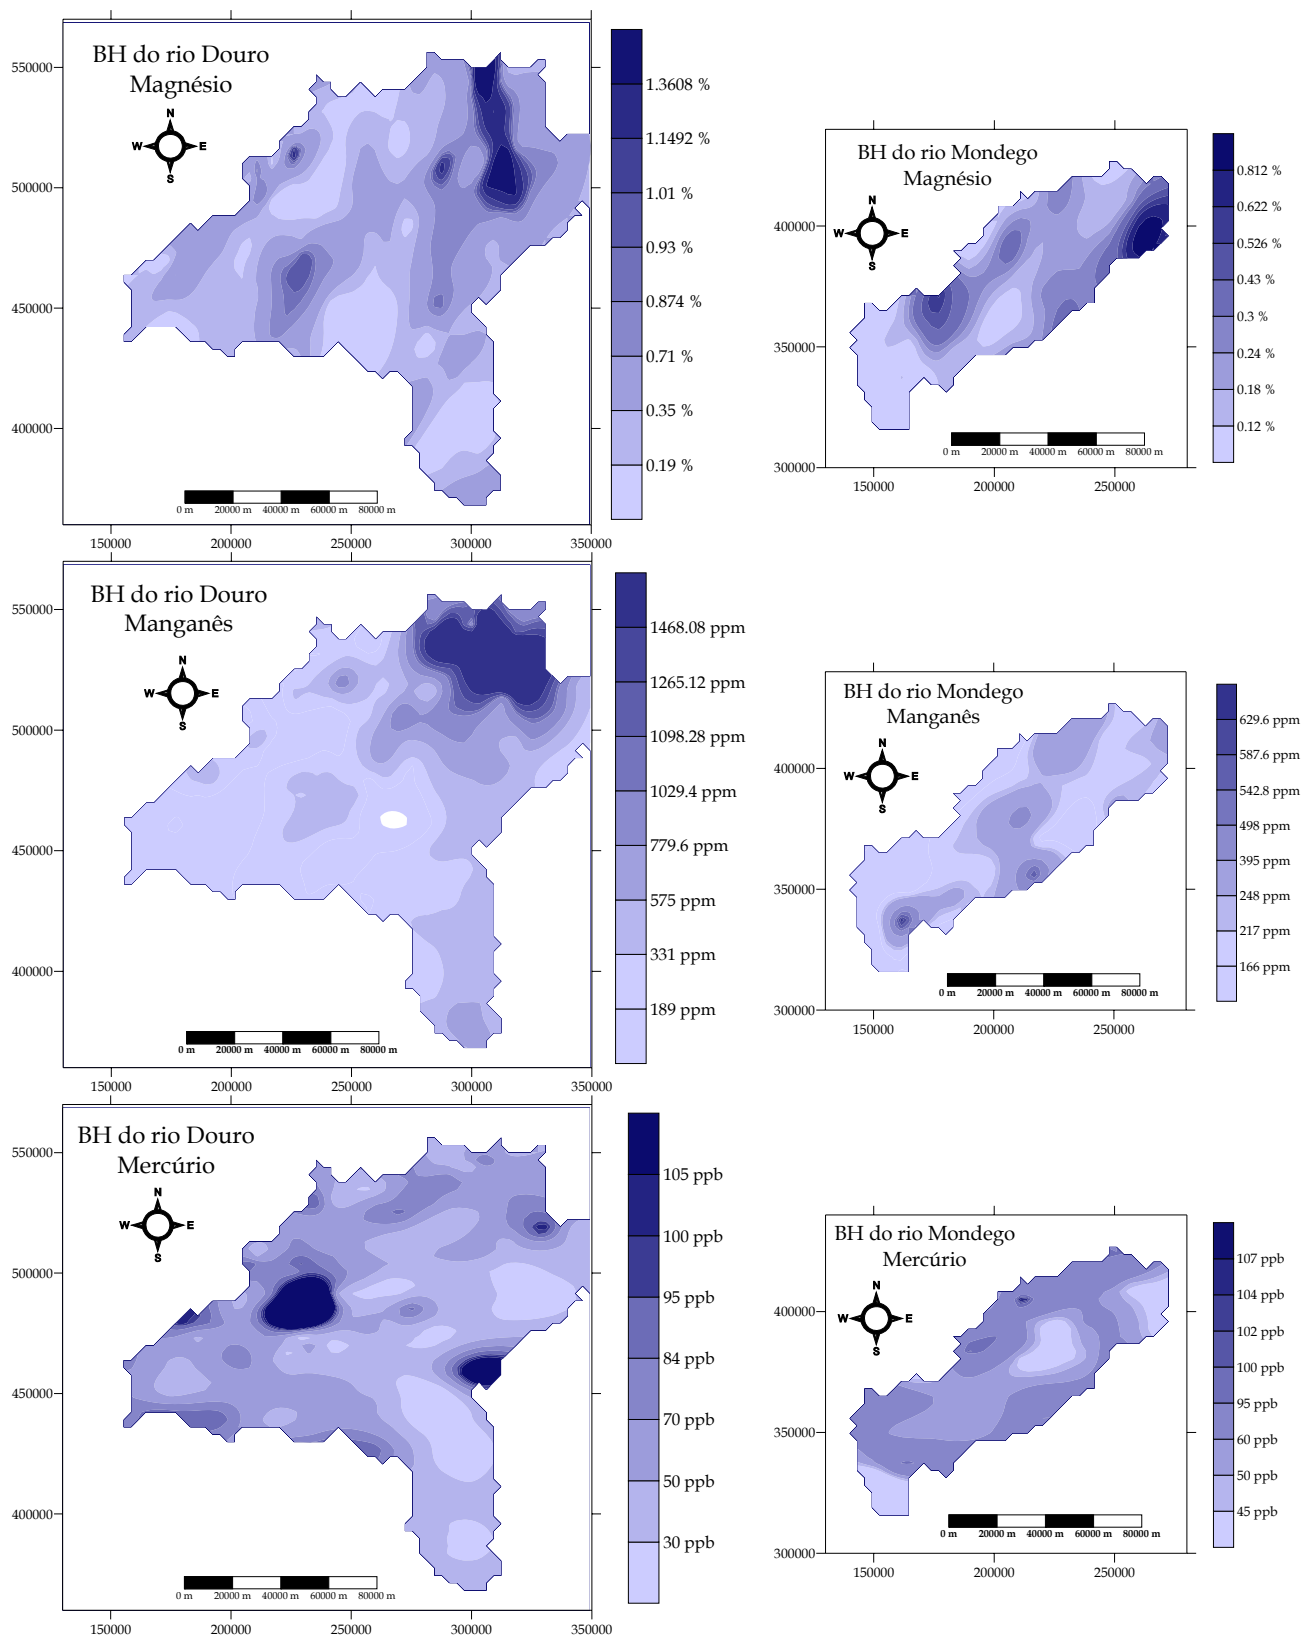 BH do rio Douro
Magnésio
N
W E
S
550000
500000
450000
400000
150000 200000 250000 300000 350000
0 m 20000 m 40000 m 60000 m 80000 m
1.3608 %
1.1492 %
1.01 %
0.93 %
0.874 %
0.71 %
0.35 %
0.19 %
BH do rio Mondego
Magnésio
N
W E
S
400000
350000
300000
150000 200000 250000
0 m 20000 m 40000 m 60000 m 80000 m
0.812 %
0.622 %
0.526 %
0.43 %
0.3 %
0.24 %
0.18 %
0.12 %
BH do rio Douro
Manganês
N
W E
S
550000
500000
450000
400000
150000 200000 250000 300000 350000
0 m 20000 m 40000 m 60000 m 80000 m
1468.08 ppm
1265.12 ppm
1098.28 ppm
1029.4 ppm
779.6 ppm
575 ppm
331 ppm
189 ppm
BH do rio Mondego
Manganês
N
W E
S
400000
350000
300000
150000 200000 250000
0 m 20000 m 40000 m 60000 m 80000 m
629.6 ppm
587.6 ppm
542.8 ppm
498 ppm
395 ppm
248 ppm
217 ppm
166 ppm
BH do rio Douro
Mercúrio
N
W E
S
550000
500000
450000
400000
150000 200000 250000 300000 350000
0 m 20000 m 40000 m 60000 m 80000 m
105 ppb
100 ppb
95 ppb
84 ppb
70 ppb
50 ppb
30 ppb
BH do rio Mondego
Mercúrio
N
W E
S
400000
350000
300000
150000 200000 250000
0 m 20000 m 40000 m 60000 m 80000 m
107 ppb
104 ppb
102 ppb
100 ppb
95 ppb
60 ppb
50 ppb
45 ppb